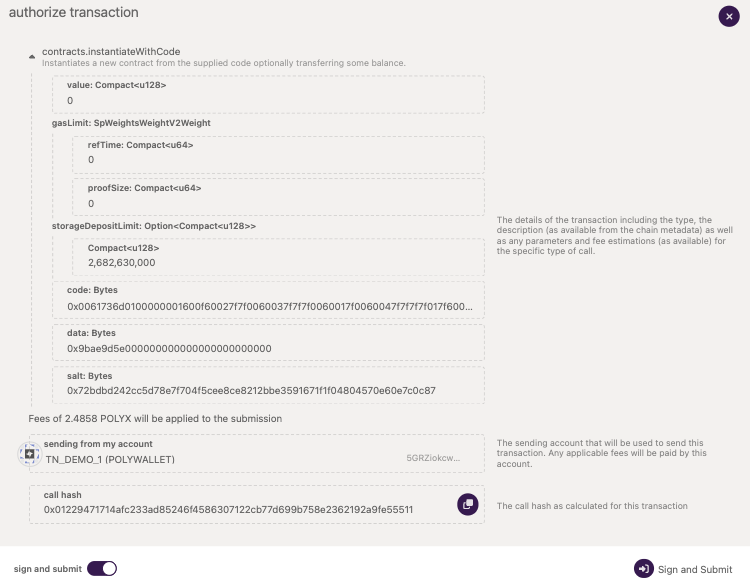 authorize transaction
contracts.instantiateWithCode
Instantiates a new contract from the supplied code optionally transferring some balance.
value: Compact<u128>
0
gasLimit: SpWeightsWeightV2Weight
refTime: Compact<u64>
0
proofSize: Compact<u64>
0
storageDepositLimit: Option<Compact<u128>>
Compact<u128>
2,682,630,000
code: Bytes
0x0061736d0100000001600f60027f7f0060037f7f7f0060017f0060047f7f7f7f017f600...
data: Bytes
0x9bae9d5e000000000000000000000000
salt: Bytes
0x72bdbd242cc5d78e7f704f5cee8ce8212bbe3591671f1f04804570e60e7c0c87
The details of the transaction including the type, the
description (as available from the chain metadata) as well
as any parameters and fee estimations (as available) for
the specific type of call.
Fees of 2.4858 POLYX will be applied to the submission
sending from my account
TN_DEMO_1 (POLYWALLET)
5GRZiokcw...
The sending account that will be used to send this
transaction. Any applicable fees will be paid by this
account.
call hash
0x01229471714afc233ad85246f4586307122cb77d699b758e2362192a9fe55511
The call hash as calculated for this transaction
sign and submit
Sign and Submit